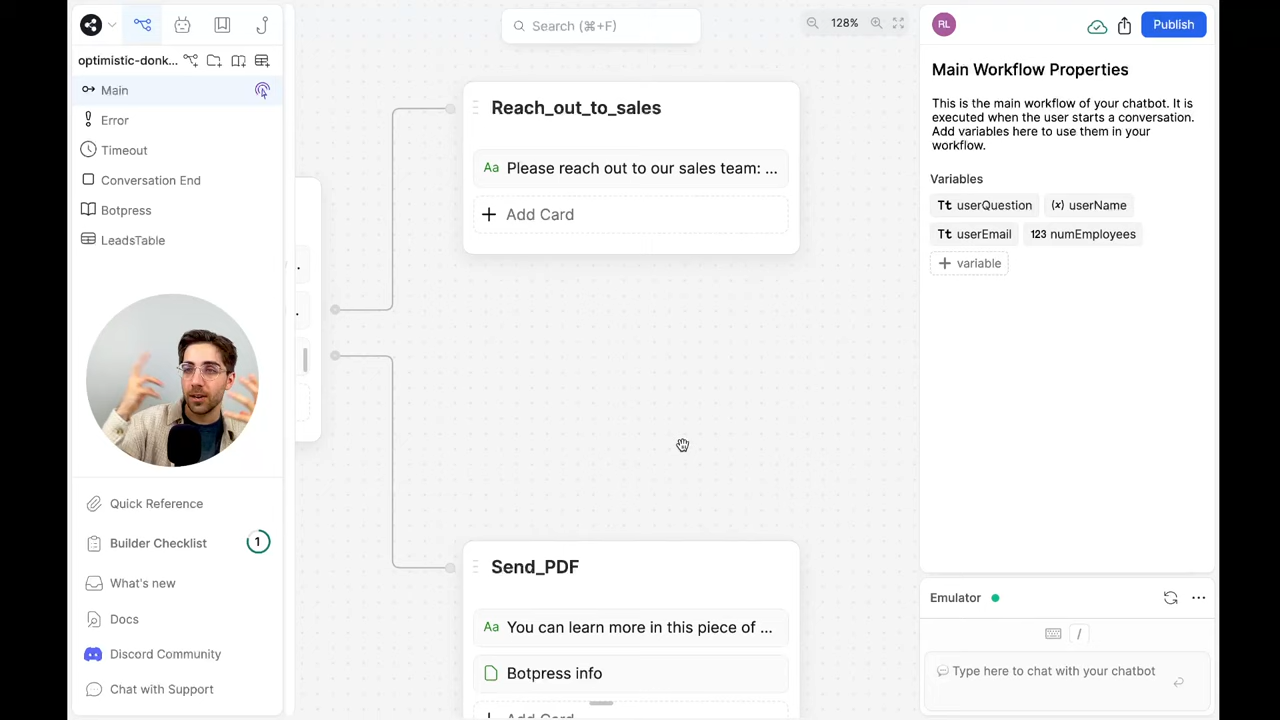 Search (⌘+F)
128%
RL
Publish
optimistic-donk...
Main
Error
Timeout
Conversation End
Botpress
LeadsTable
Quick Reference
Builder Checklist
1
What's new
Docs
Discord Community
Chat with Support
Reach_out_to_sales
Aa Please reach out to our sales team: ...
+ Add Card
Send_PDF
Aa You can learn more in this piece of ...
Botpress info
Add Card
Main Workflow Properties
This is the main workflow of your chatbot. It is
executed when the user starts a conversation.
Add variables here to use them in your
workflow.
Variables
Tt userQuestion (x) userName
Tt userEmail 123 numEmployees
+ variable
Emulator
/
Type here to chat with your chatbot